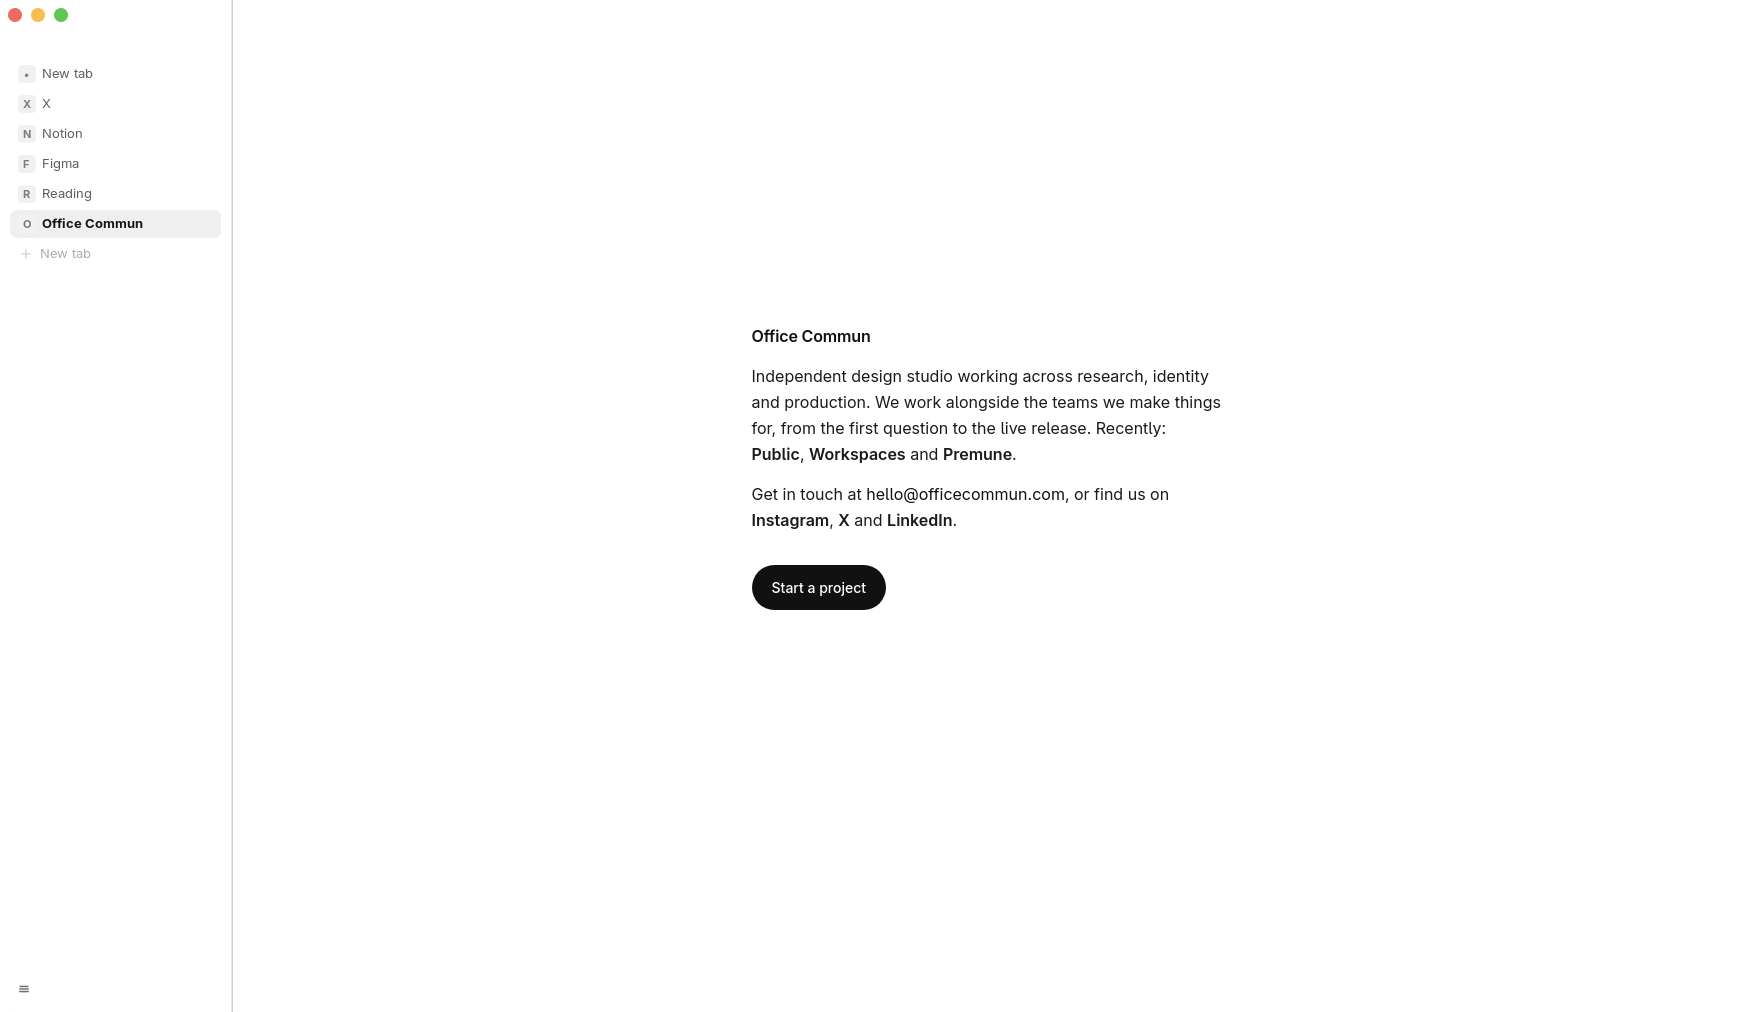 • New tab
X X
N Notion
F Figma
R Reading
O Office Commun
+ New tab
Office Commun
Independent design studio working across research, identity
and production. We work alongside the teams we make things
for, from the first question to the live release. Recently:
Public, Workspaces and Premune.
Get in touch at hello@officecommun.com, or find us on
Instagram, X and LinkedIn.
Start a project